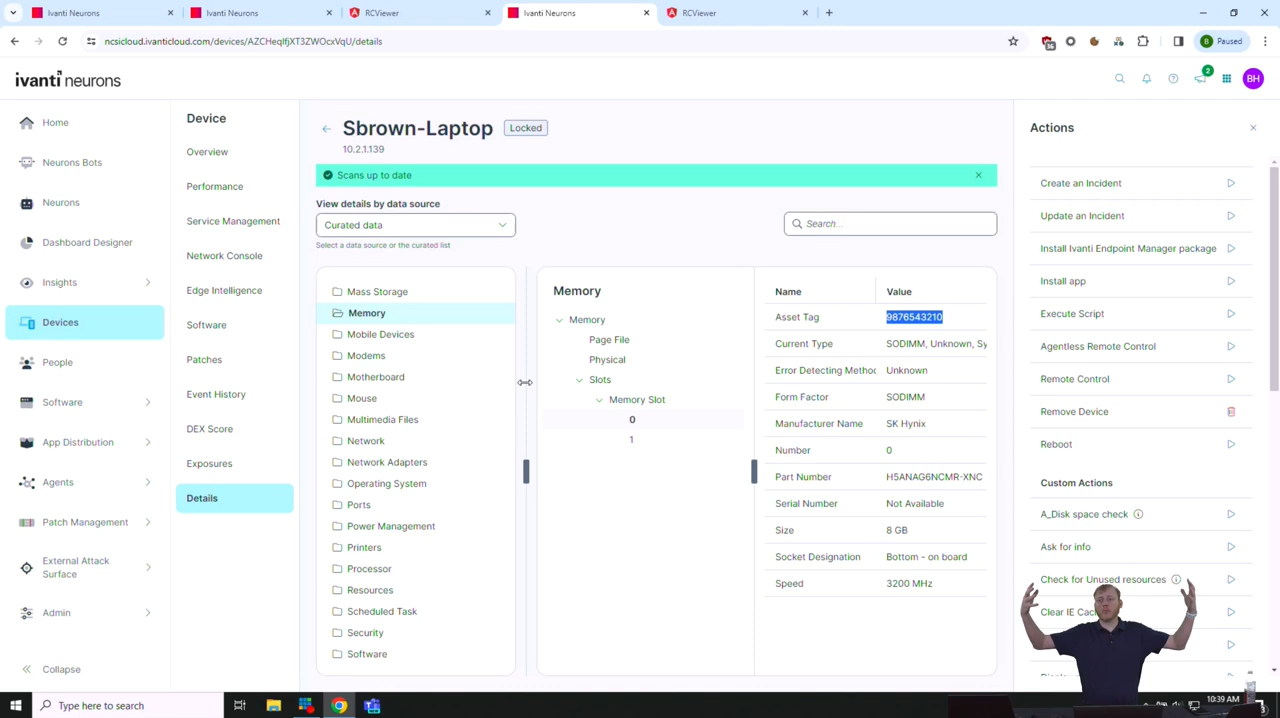 Ivanti Neurons
Ivanti Neurons
RCViewer
Ivanti Neurons
RCViewer
ncsicloud.ivanticloud.com/devices/AZCHeqIfjXT3ZWOcxVqU/details
36
B
Paused
ivanti neurons
2
BH
Home
Neurons Bots
Neurons
Dashboard Designer
Insights
Devices
People
Software
App Distribution
Agents
Patch Management
External Attack
Surface
Admin
Collapse
Device
Overview
Performance
Service Management
Network Console
Edge Intelligence
Software
Patches
Event History
DEX Score
Exposures
Details
Sbrown-Laptop
Locked
10.2.1.139
Scans up to date
View details by data source
Curated data
Select a data source or the curated list
Search...
Mass Storage
Memory
Mobile Devices
Modems
Motherboard
Mouse
Multimedia Files
Network
Network Adapters
Operating System
Ports
Power Management
Printers
Processor
Resources
Scheduled Task
Security
Software
Memory
Memory
Page File
Physical
Slots
Memory Slot
0
1
Name Value
Asset Tag 9876543210
Current Type SODIMM, Unknown, Sy
Error Detecting Method Unknown
Form Factor SODIMM
Manufacturer Name SK Hynix
Number 0
Part Number H5ANAG6NCMR-XNC
Serial Number Not Available
Size 8 GB
Socket Designation Bottom - on board
Speed 3200 MHz
Actions
Create an Incident
Update an Incident
Install Ivanti Endpoint Manager package
Install app
Execute Script
Agentless Remote Control
Remote Control
Remove Device
Reboot
Custom Actions
A_Disk space check
Ask for info
Check for Unused resources
Clear IE Cac
Type here to search
10:39 AM
3